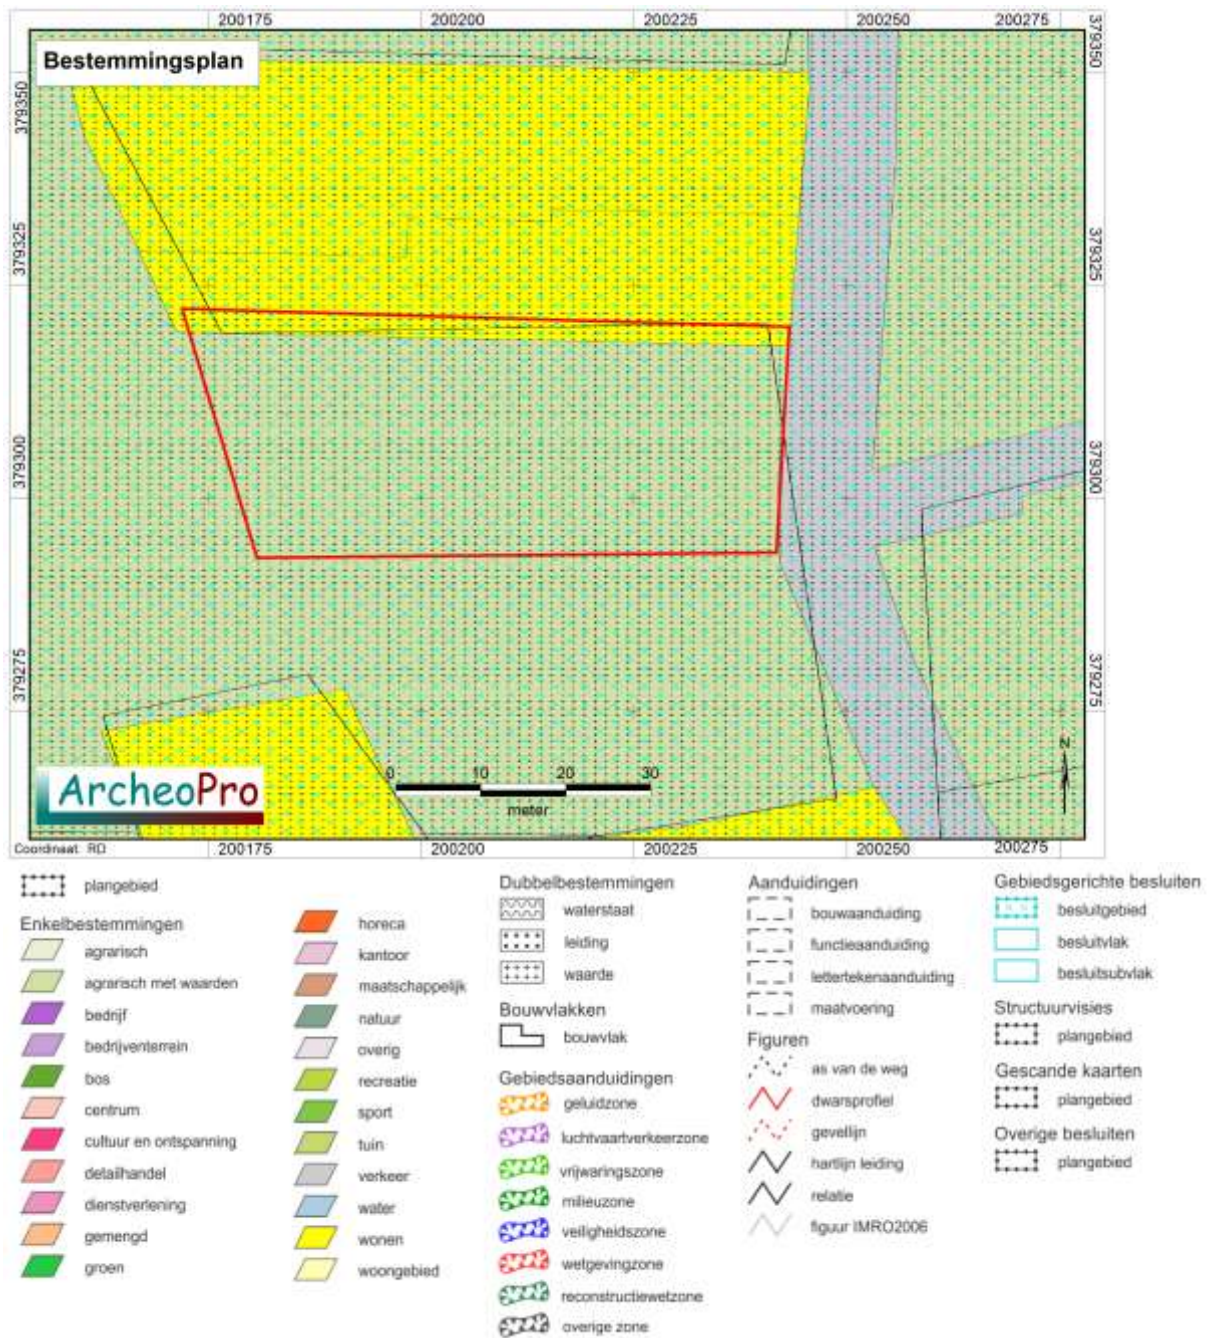 200175 200200 200225 200250 200275
Bestemmingsplan
379350
379350
379325
379325
379300
379300
379275
379275
N
ArcheoPro
0 10 20 30
meter
Coordinaat: RD
200175 200200 200225 200250 200275
plangebied
Enkelbestemmingen
agrarisch
agrarisch met waarden
bedrijf
bedrijventerrein
bos
centrum
cultuur en ontspanning
detailhandel
dienstverlening
gemengd
groen
horeca
kantoor
maatschappelijk
natuur
overig
recreatie
sport
tuin
verkeer
water
wonen
woongebied
Dubbelbestemmingen
waterstaat
leiding
waarde
Bouwvlakken
bouwvlak
Gebiedsaanduidingen
geluidzone
luchtvaartverkeerzone
vrijwaringszone
milieuzone
veiligheidszone
wetgevingzone
reconstructiewetzone
overige zone
Aanduidingen
bouwaanduiding
functieaanduiding
lettertekenaanduiding
maatvoering
Figuren
as van de weg
dwarsprofiel
gevellijn
hartlijn leiding
relatie
figuur IMRO2006
Gebiedsgerichte besluiten
besluitgebied
besluitvlak
besluitsubvlak
Structuurvisies
plangebied
Gescande kaarten
plangebied
Overige besluiten
plangebied